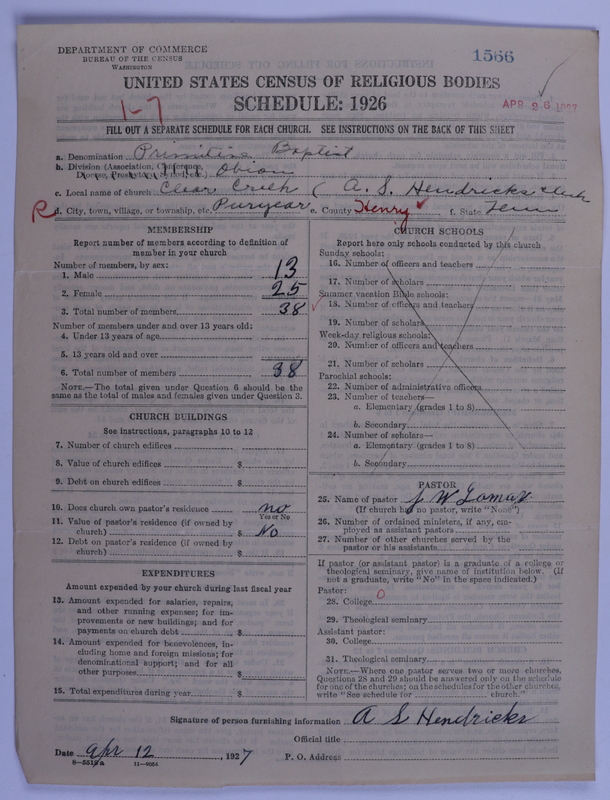 DEPARTMENT OF COMMERCE
BUREAU OF THE CENSUS
WASHINGTON
1566
UNITED STATES CENSUS OF RELIGIOUS BODIES
SCHEDULE: 1926
APR 26 1927
1-7
FILL OUT A SEPARATE SCHEDULE FOR EACH CHURCH. SEE INSTRUCTIONS ON THE BACK OF THIS SHEET
a. Denomination Primitive Baptist
b. Division (Association, Conference, Diocese, Presbytery, etc.) Obion
c. Local name of church Clear Creek ( A. S. Hendricks Clerk
R d. City, town, village, or township, etc. Puryear e. County Henry f. State Tenn
MEMBERSHIP
Report number of members according to definition of
member in your church
Number of members, by sex:
1. Male 13
2. Female 25
3. Total number of members 38
Number of members under and over 13 years old:
4. Under 13 years of age
5. 13 years old and over
6. Total number of members 38
NOTE.—The total given under Question 6 should be
same as the total of males and females given under Question 3.
CHURCH BUILDINGS
See instructions, paragraphs 10 to 12
7. Number of church edifices
8. Value of church edifices $
9. Debt on church edifices $
10. Does church own pastor's residence no
Yes or No
11. Value of pastor's residence (if owned by
church) $ No
12. Debt on pastor's residence (if owned by
church) $
EXPENDITURES
Amount expended by your church during last fiscal year
13. Amount expended for salaries, repairs,
and other running expenses; for im-
provements or new buildings; and for
payments on church debt $
14. Amount expended for benevolences, in-
cluding home and foreign missions; for
denominational support; and for all
other purposes $
15. Total expenditures during year $
CHURCH SCHOOLS
Report here only schools conducted by this church
Sunday schools:
16. Number of officers and teachers
17. Number of scholars
Summer vacation Bible schools:
18. Number of officers and teachers
19. Number of scholars
Week-day religious schools:
20. Number of officers and teachers
21. Number of scholars
Parochial schools:
22. Number of administrative officers
23. Number of teachers—
a. Elementary (grades 1 to 8)
b. Secondary
24. Number of scholars—
a. Elementary (grades 1 to 8)
b. Secondary
PASTOR
25. Name of pastor J W Lomax
(If church has no pastor, write "None")
26. Number of ordained ministers, if any, em-
ployed as assistant pastors
27. Number of other churches served by the
pastor or his assistants
If pastor (or assistant pastor) is a graduate of a college or
theological seminary, give name of institution below. (If
not a graduate, write "No" in the space indicated.)
Pastor:
28. College 0
29. Theological seminary
Assistant pastor:
30. College
31. Theological seminary
NOTE.—Where one pastor serves two or more churches,
Questions 28 and 29 should be answered only on the schedule
for one of the churches; on the schedules for the other churches,
write "See schedule for church."
Signature of person furnishing information A S Hendricks
Official title
Date Apr 12, 1927 P. O. Address
8-5518a 11-9054